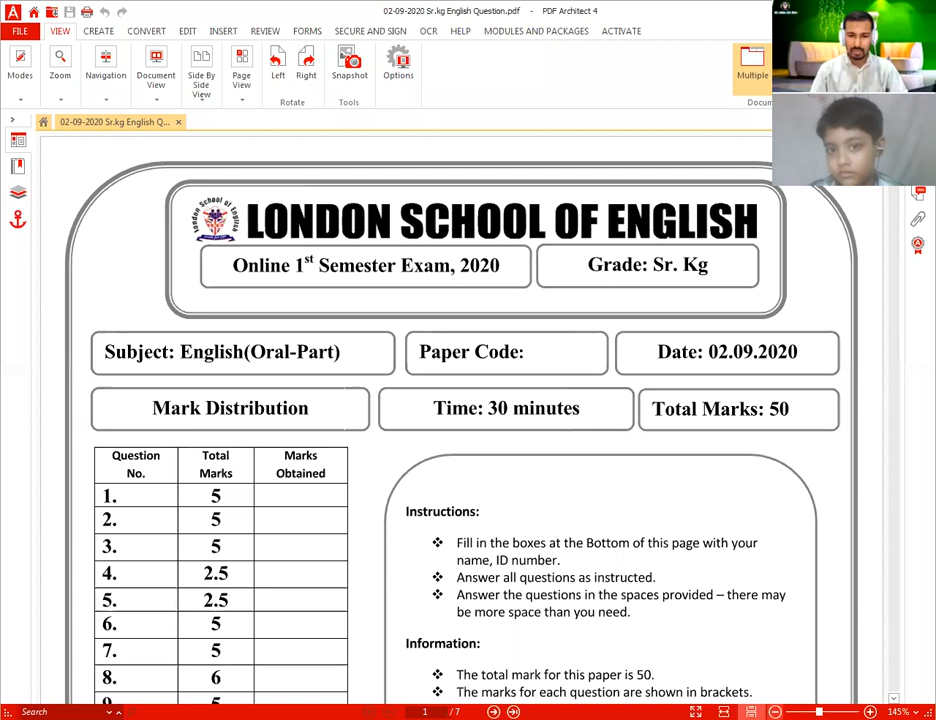 02-09-2020 Sr.kg English Question.pdf - PDF Architect 4
FILE VIEW CREATE CONVERT EDIT INSERT REVIEW FORMS SECURE AND SIGN OCR HELP MODULES AND PACKAGES ACTIVATE
Modes Zoom Navigation Document View Side By Side View Page View Left Right Snapshot Options Multiple
Rotate Tools Docum
02-09-2020 Sr.kg English Q... ×
London School of English
LONDON SCHOOL OF ENGLISH
Online 1st Semester Exam, 2020
Grade: Sr. Kg
Subject: English(Oral-Part)
Paper Code:
Date: 02.09.2020
Mark Distribution
Time: 30 minutes
Total Marks: 50
Question No. Total Marks Marks Obtained
1. 5
2. 5
3. 5
4. 2.5
5. 2.5
6. 5
7. 5
8. 6
9. 5
Instructions:
❖ Fill in the boxes at the Bottom of this page with your
name, ID number.
❖ Answer all questions as instructed.
❖ Answer the questions in the spaces provided – there may
be more space than you need.
Information:
❖ The total mark for this paper is 50.
❖ The marks for each question are shown in brackets.
Search 1 / 7 145%